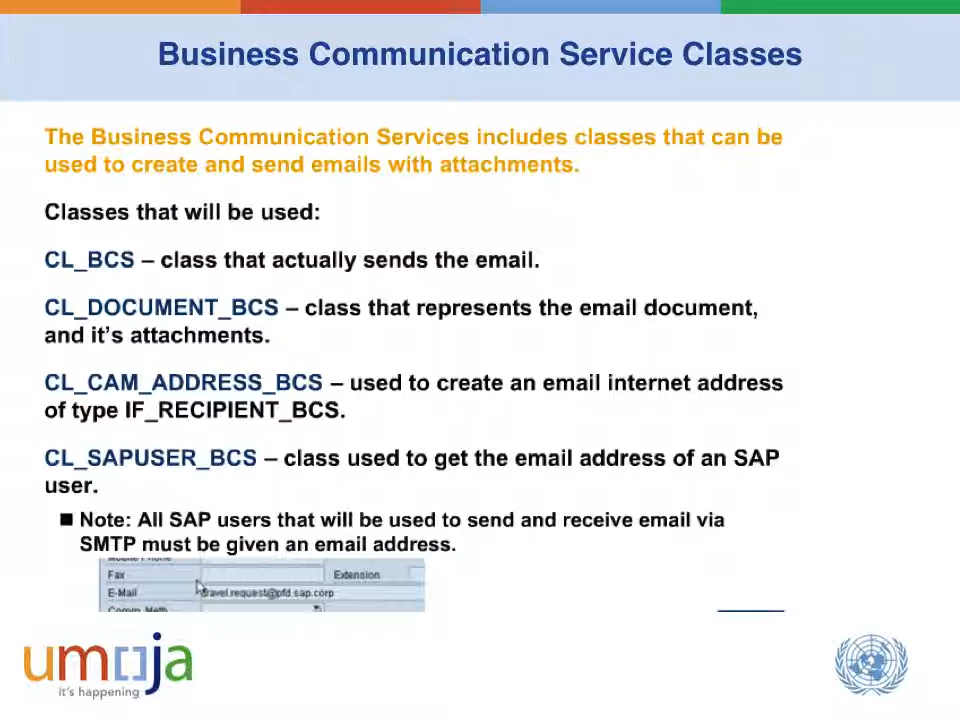 Business Communication Service Classes
The Business Communication Services includes classes that can be
used to create and send emails with attachments.
Classes that will be used:
CL_BCS – class that actually sends the email.
CL_DOCUMENT_BCS – class that represents the email document,
and it's attachments.
CL_CAM_ADDRESS_BCS – used to create an email internet address
of type IF_RECIPIENT_BCS.
CL_SAPUSER_BCS – class used to get the email address of an SAP
user.
■ Note: All SAP users that will be used to send and receive email via
SMTP must be given an email address.
Mobile Phone
Fax Extension
E-Mail travel.request@pfd.sap.corp
Comm. Meth
umoja
it's happening